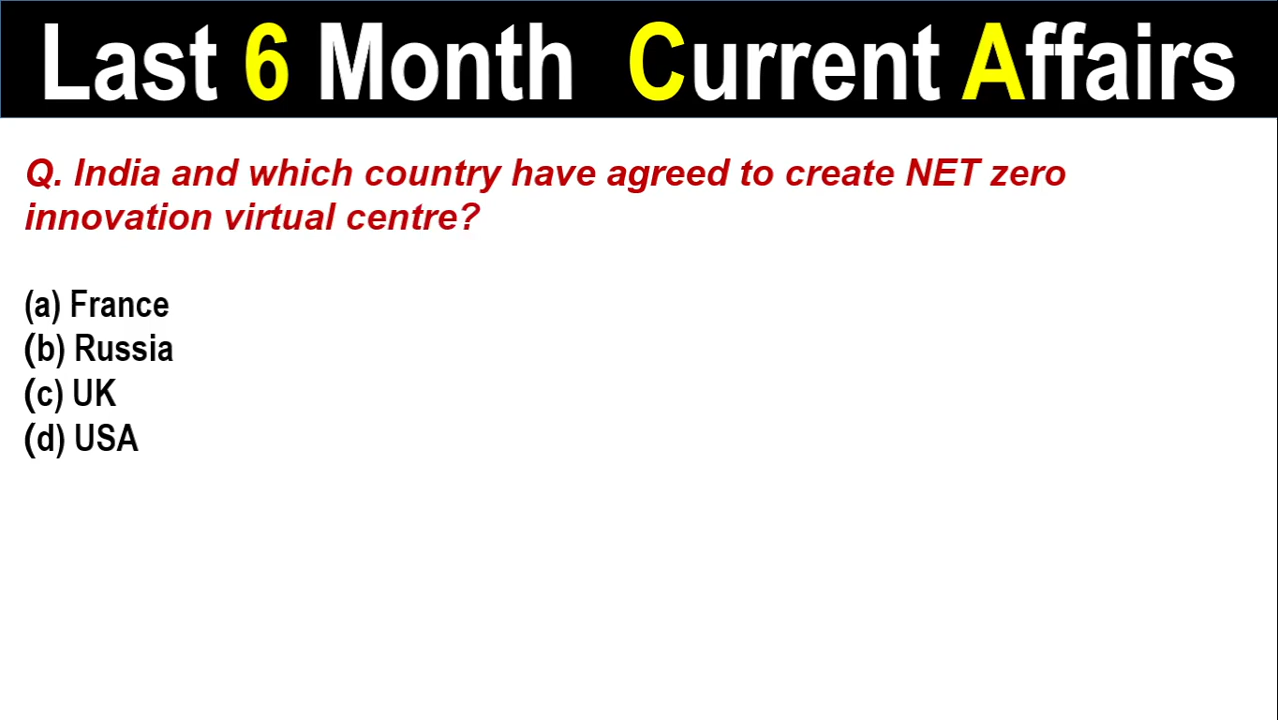 Last 6 Month Current Affairs
Q. India and which country have agreed to create NET zero
innovation virtual centre?
(a) France
(b) Russia
(c) UK
(d) USA